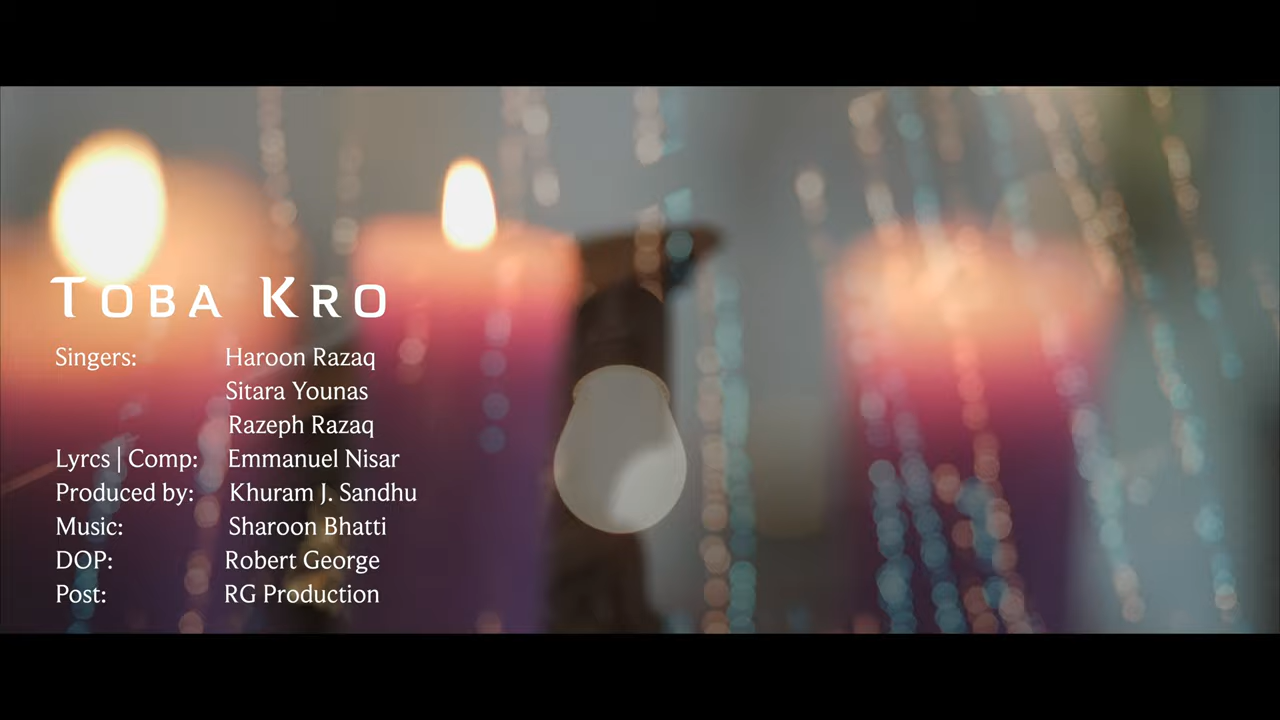 Toba Kro
Singers: Haroon Razaq
Sitara Younas
Razeph Razaq
Lyrcs | Comp: Emmanuel Nisar
Produced by: Khuram J. Sandhu
Music: Sharoon Bhatti
DOP: Robert George
Post: RG Production